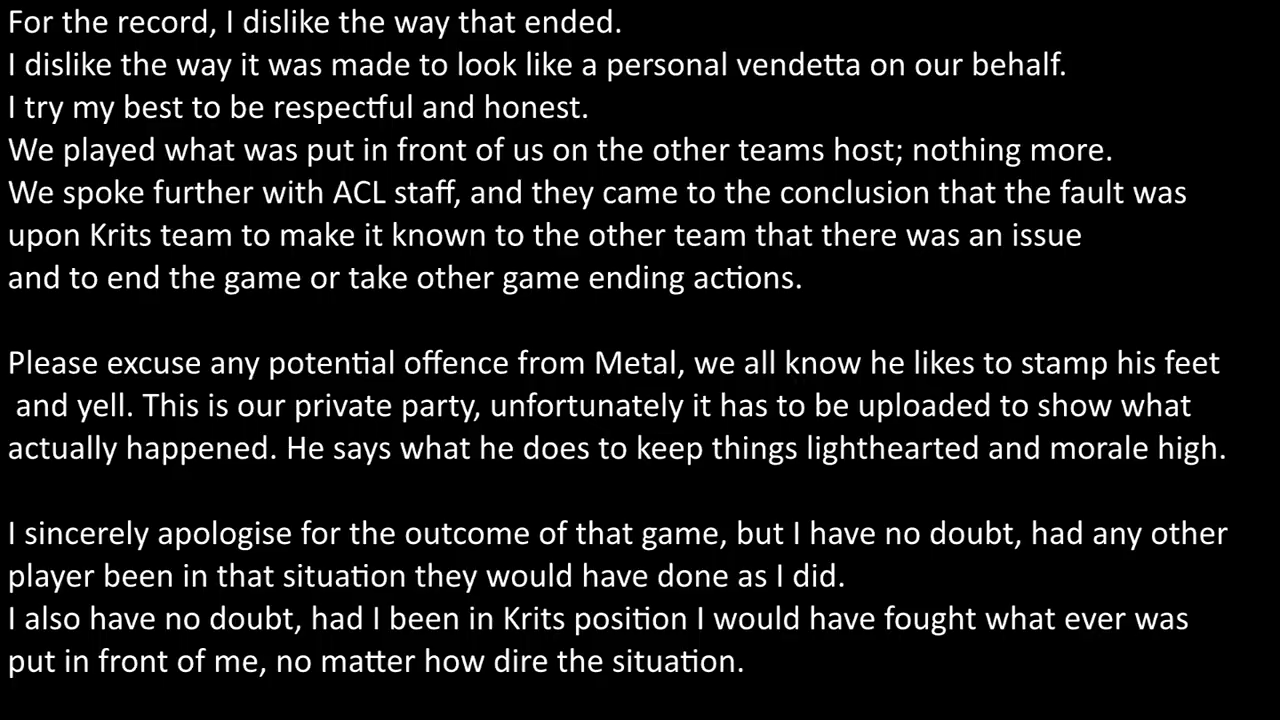 For the record, I dislike the way that ended.
I dislike the way it was made to look like a personal vendetta on our behalf.
I try my best to be respectful and honest.
We played what was put in front of us on the other teams host; nothing more.
We spoke further with ACL staff, and they came to the conclusion that the fault was
upon Krits team to make it known to the other team that there was an issue
and to end the game or take other game ending actions.
Please excuse any potential offence from Metal, we all know he likes to stamp his feet
and yell. This is our private party, unfortunately it has to be uploaded to show what
actually happened. He says what he does to keep things lighthearted and morale high.
I sincerely apologise for the outcome of that game, but I have no doubt, had any other
player been in that situation they would have done as I did.
I also have no doubt, had I been in Krits position I would have fought what ever was
put in front of me, no matter how dire the situation.